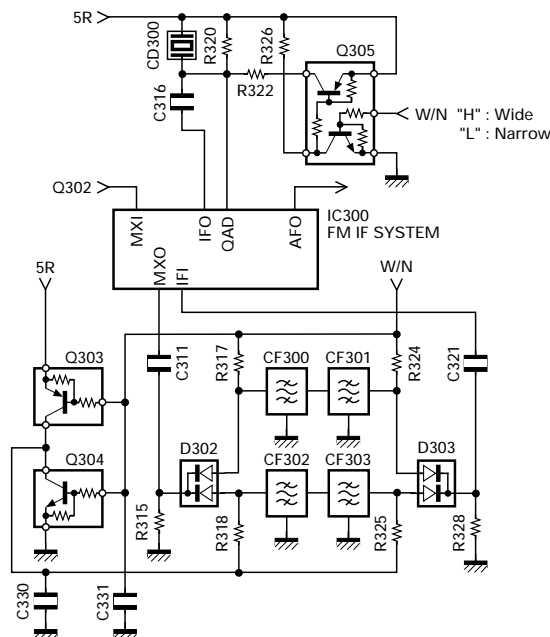 5R
CD300
R320
R326
Q305
R322
C316
W/N "H" : Wide
"L" : Narrow
Q302
MXI
IFO
QAD
AFO
IC300
FM IF SYSTEM
MXO
IFI
5R
W/N
Q303
C311
R317
CF300
CF301
R324
C321
Q304
D302
CF302
CF303
D303
R315
R318
R325
R328
C330
C331